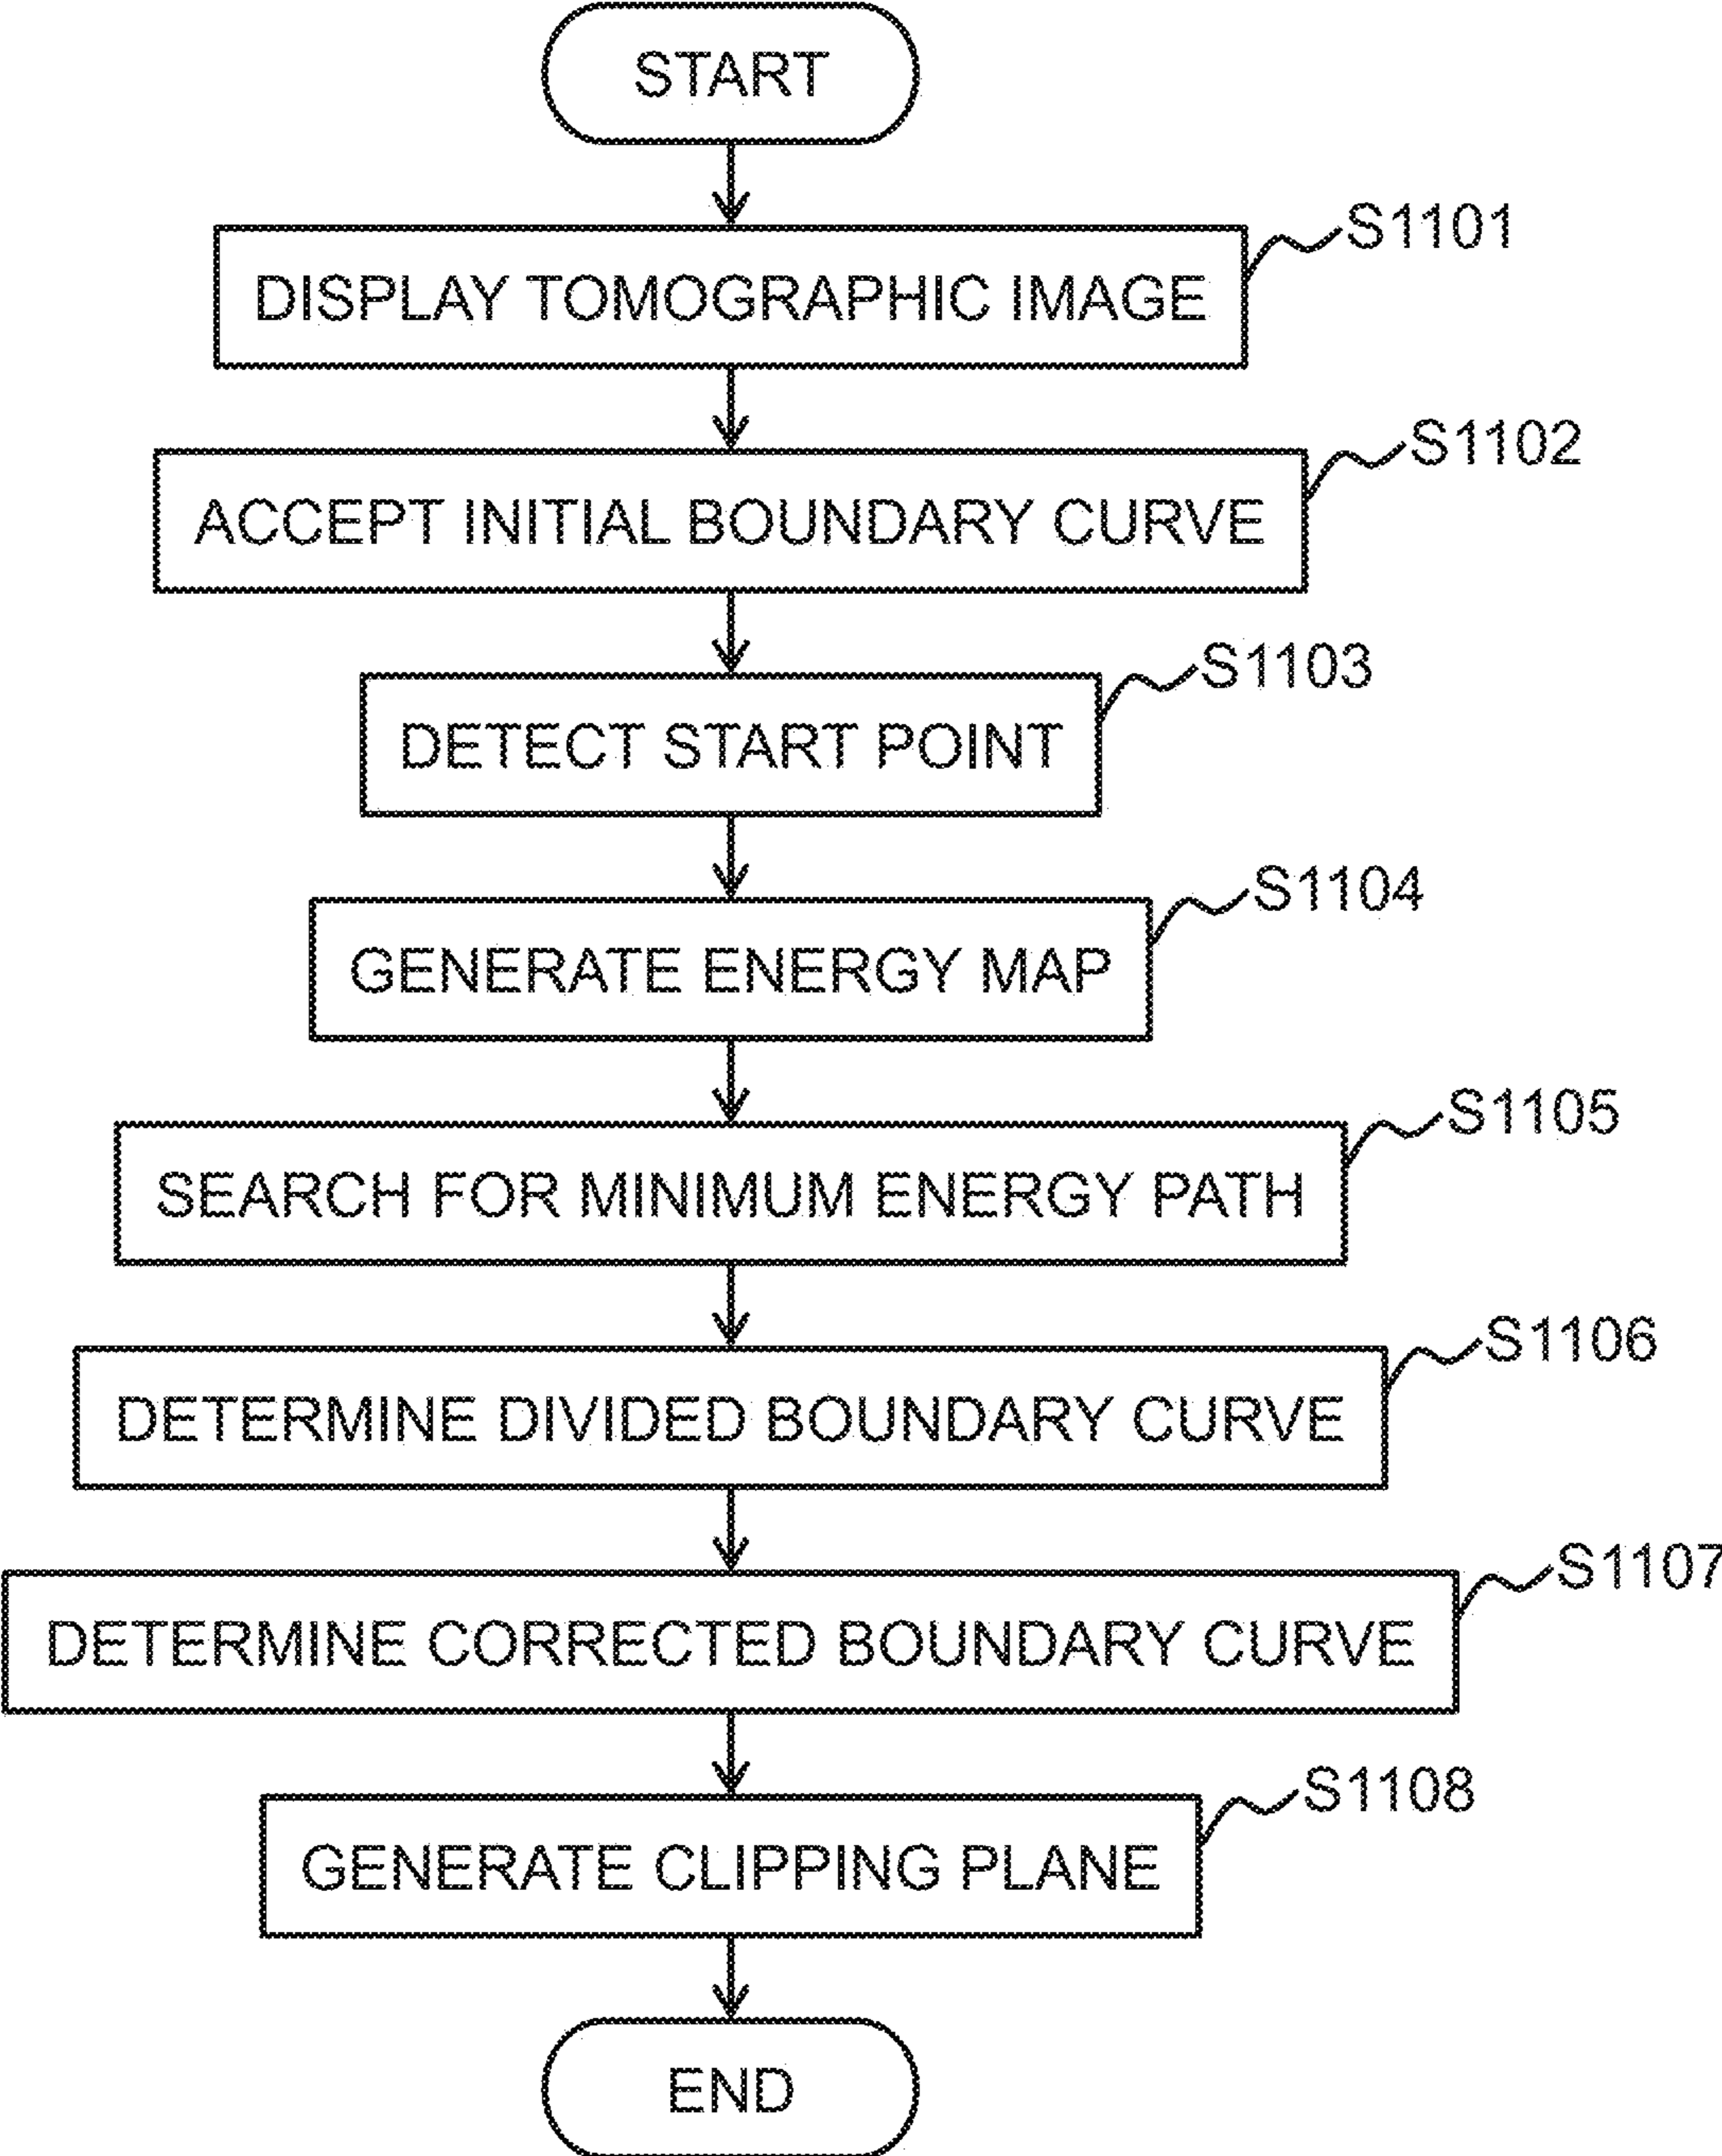 START
S1101
DISPLAY TOMOGRAPHIC IMAGE
S1102
ACCEPT INITIAL BOUNDARY CURVE
S1103
DETECT START POINT
S1104
GENERATE ENERGY MAP
S1105
SEARCH FOR MINIMUM ENERGY PATH
S1106
DETERMINE DIVIDED BOUNDARY CURVE
S1107
DETERMINE CORRECTED BOUNDARY CURVE
S1108
GENERATE CLIPPING PLANE
END